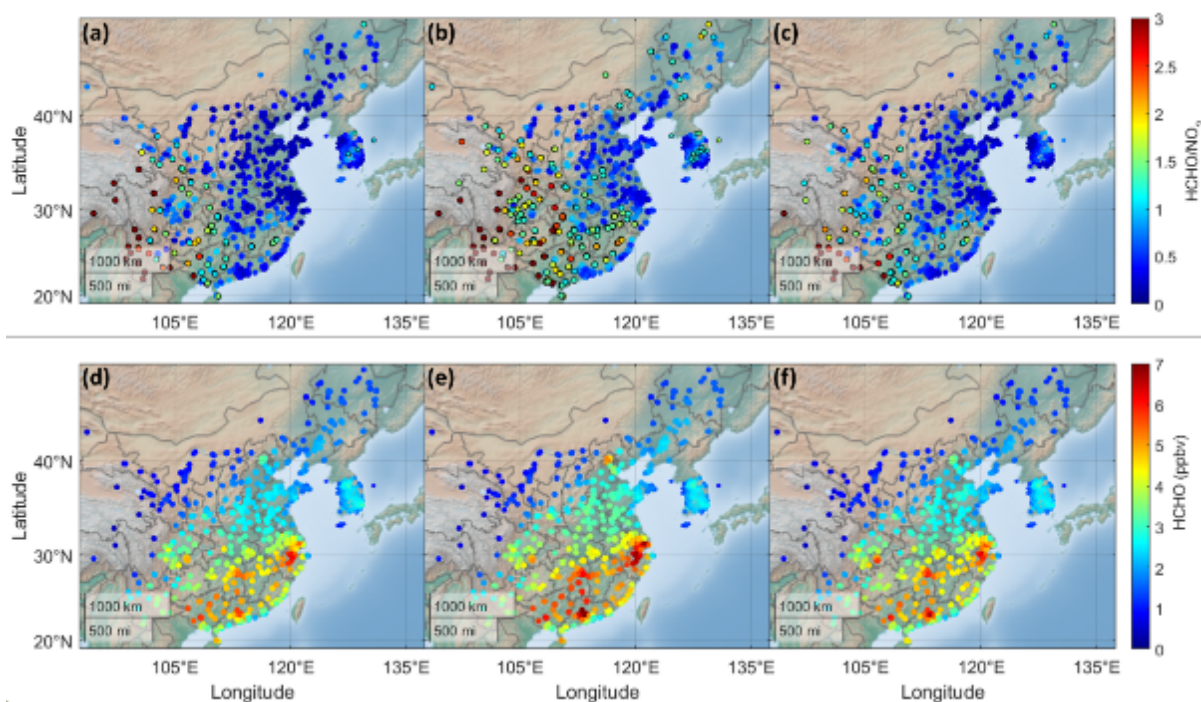 (a) (b) (c)
3
2.5
2
1.5
1
0.5
0
HCHO/NO₂
Latitude
40°N
30°N
20°N
1000 km 1000 km 1000 km
500 mi 500 mi 500 mi
105°E 120°E 135°E 105°E 120°E 135°E 105°E 120°E 135°E
(d) (e) (f)
7
6
5
4
3
2
1
0
HCHO (ppbv)
Latitude
40°N
30°N
20°N
1000 km 1000 km 1000 km
500 mi 500 mi 500 mi
105°E 120°E 135°E 105°E 120°E 135°E 105°E 120°E 135°E
Longitude Longitude Longitude